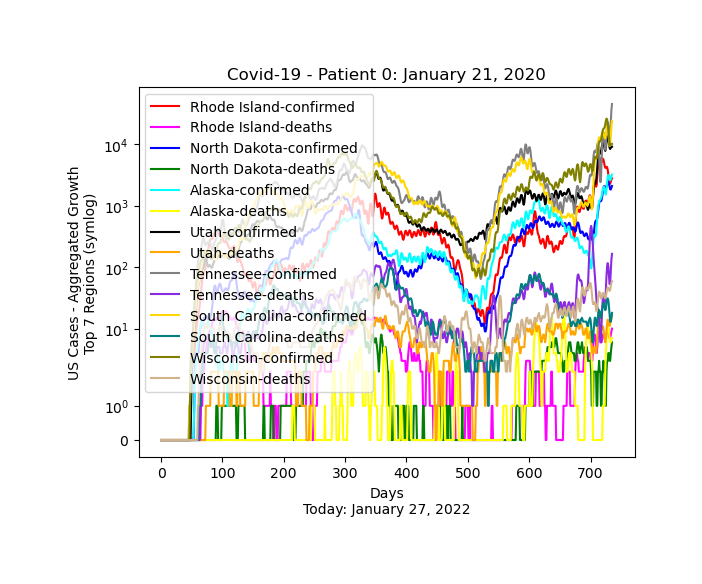 Covid-19 - Patient 0: January 21, 2020
US Cases - Aggregated Growth
Top 7 Regions (symlog)
10^4
10^3
10^2
10^1
10^0
0
Rhode Island-confirmed
Rhode Island-deaths
North Dakota-confirmed
North Dakota-deaths
Alaska-confirmed
Alaska-deaths
Utah-confirmed
Utah-deaths
Tennessee-confirmed
Tennessee-deaths
South Carolina-confirmed
South Carolina-deaths
Wisconsin-confirmed
Wisconsin-deaths
0 100 200 300 400 500 600 700
Days
Today: January 27, 2022